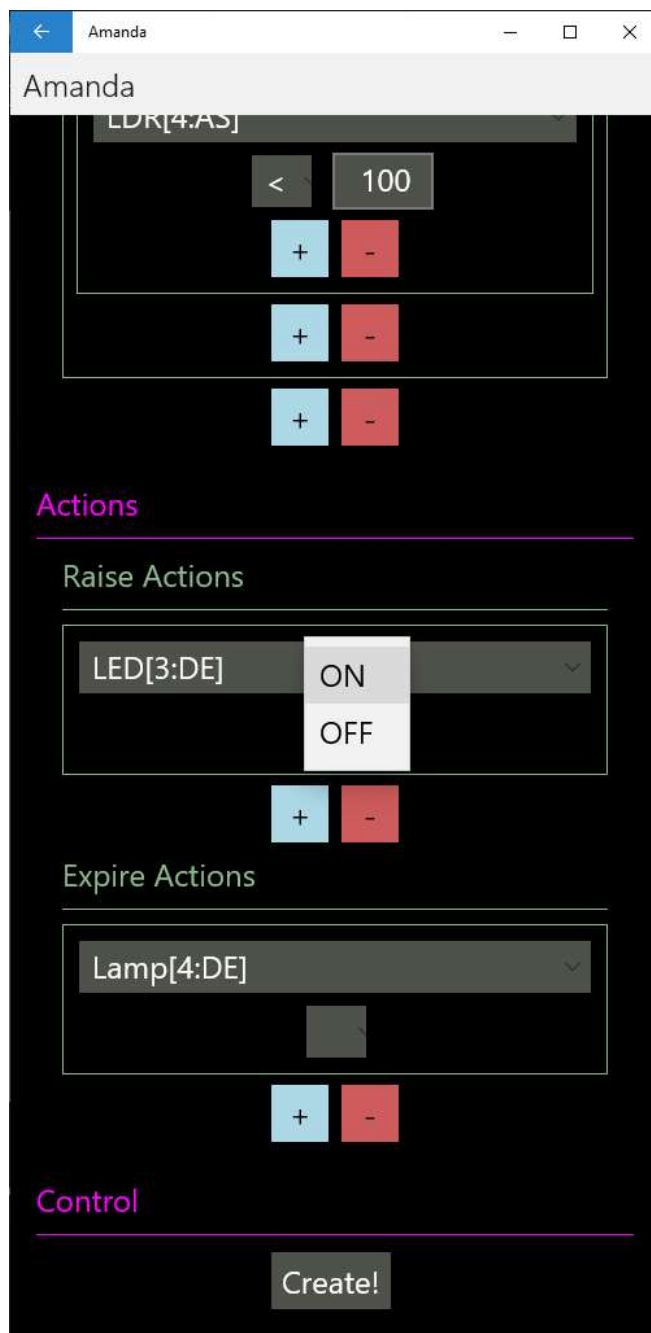 Amanda
Amanda
LDR[4:AS]
< 100
+ -
+ -
+ -
Actions
Raise Actions
LED[3:DE]
ON
OFF
+ -
Expire Actions
Lamp[4:DE]
+ -
Control
Create!